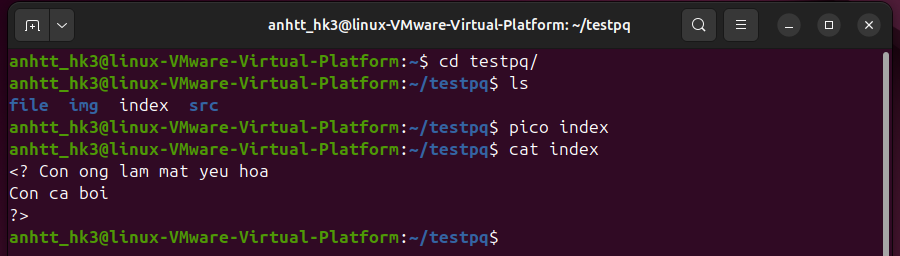 anhtt_hk3@linux-VMware-Virtual-Platform: ~/testpq
anhtt_hk3@linux-VMware-Virtual-Platform:~$ cd testpq/
anhtt_hk3@linux-VMware-Virtual-Platform:~/testpq$ ls
file  img  index  src
anhtt_hk3@linux-VMware-Virtual-Platform:~/testpq$ pico index
anhtt_hk3@linux-VMware-Virtual-Platform:~/testpq$ cat index
<? Con ong lam mat yeu hoa
Con ca boi
?>
anhtt_hk3@linux-VMware-Virtual-Platform:~/testpq$